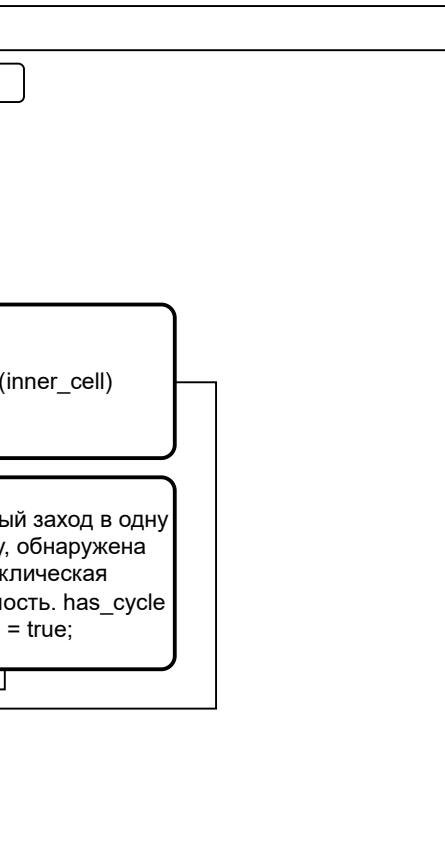 (inner_cell)
ый заход в одну
, обнаружена
клическая
ость. has_cycle
= true;